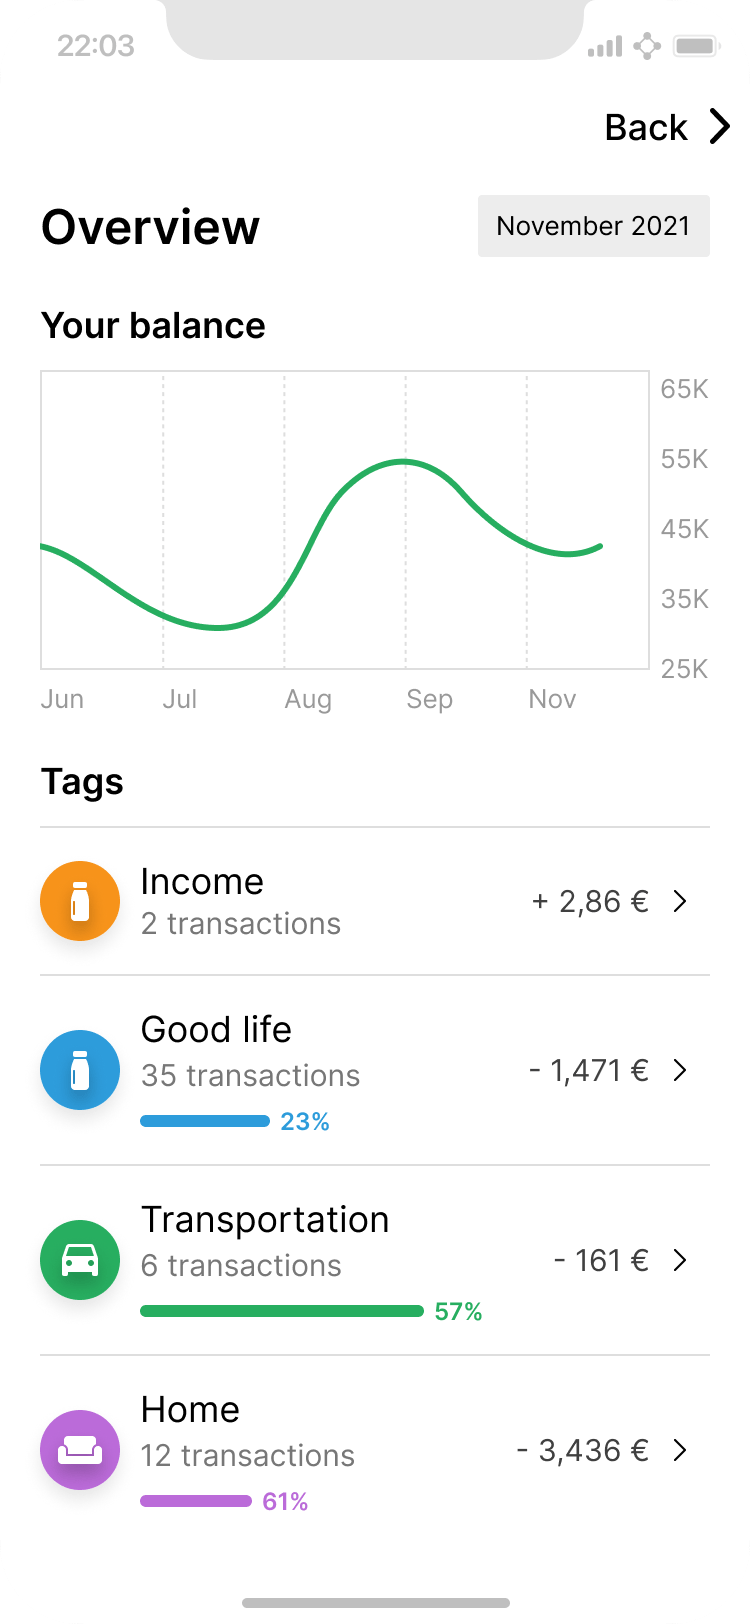 22:03
Back
Overview
November 2021
Your balance
65K
55K
45K
35K
25K
Jun Jul Aug Sep Nov
Tags
Income
2 transactions
+ 2,86 €
Good life
35 transactions
- 1,471 €
23%
Transportation
6 transactions
- 161 €
57%
Home
12 transactions
- 3,436 €
61%